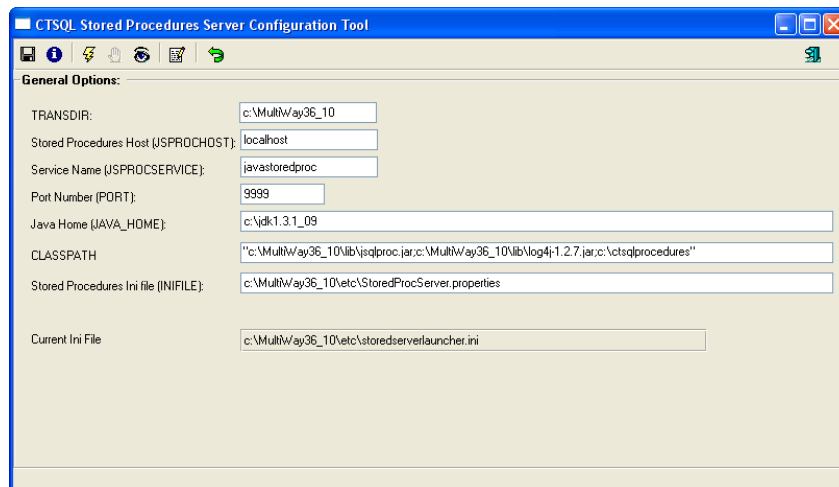 CTSQL Stored Procedures Server Configuration Tool
General Options:
TRANSDIR: c:\MultiWay36_10
Stored Procedures Host (JSPROCHOST): localhost
Service Name (JSPROCSERVICE): javastoredproc
Port Number (PORT): 9999
Java Home (JAVA_HOME): c:\jdk1.3.1_09
CLASSPATH "c:\MultiWay36_10\lib\jsqlproc.jar;c:\MultiWay36_10\lib\log4j-1.2.7.jar;c:\ctsqlprocedures"
Stored Procedures Ini file (INIFILE): c:\MultiWay36_10\etc\StoredProcServer.properties
Current Ini File c:\MultiWay36_10\etc\storedserverlauncher.ini